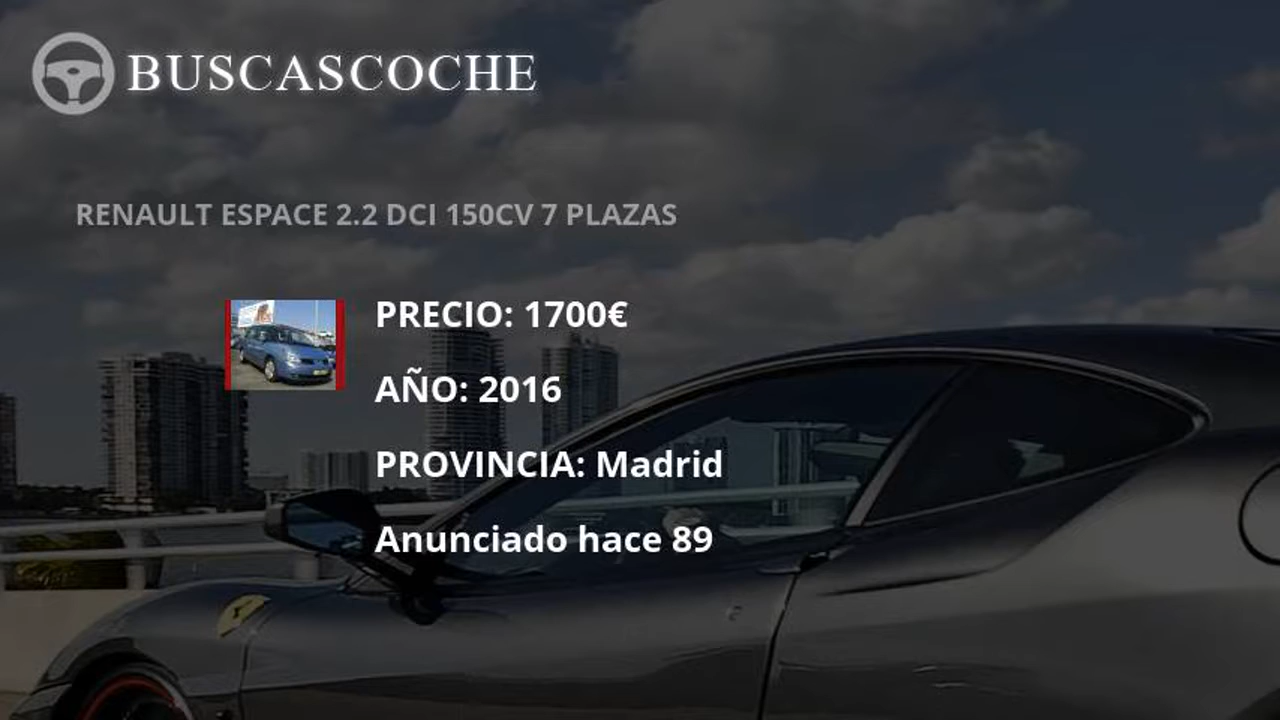 BUSCASCOCHE
RENAULT ESPACE 2.2 DCI 150CV 7 PLAZAS
PRECIO: 1700€
AÑO: 2016
PROVINCIA: Madrid
Anunciado hace 89